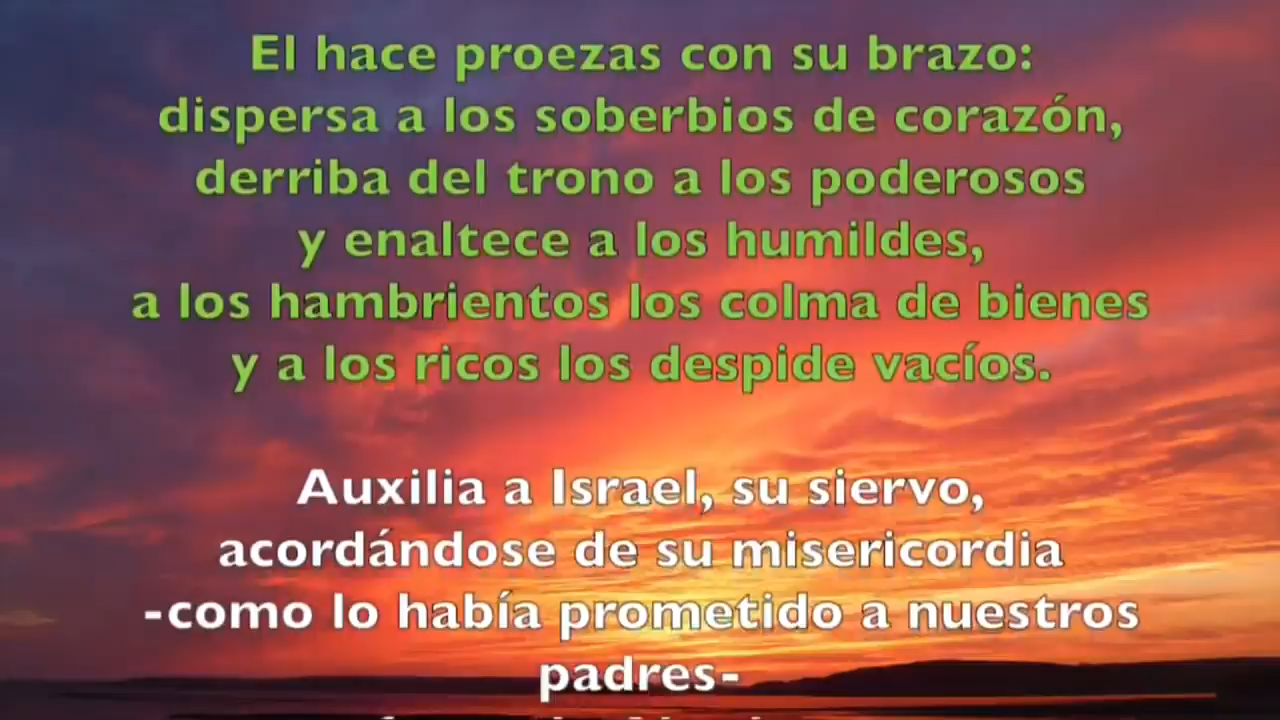 El hace proezas con su brazo:
dispersa a los soberbios de corazón,
derriba del trono a los poderosos
y enaltece a los humildes,
a los hambrientos los colma de bienes
y a los ricos los despide vacíos.
Auxilia a Israel, su siervo,
acordándose de su misericordia
-como lo había prometido a nuestros
padres-